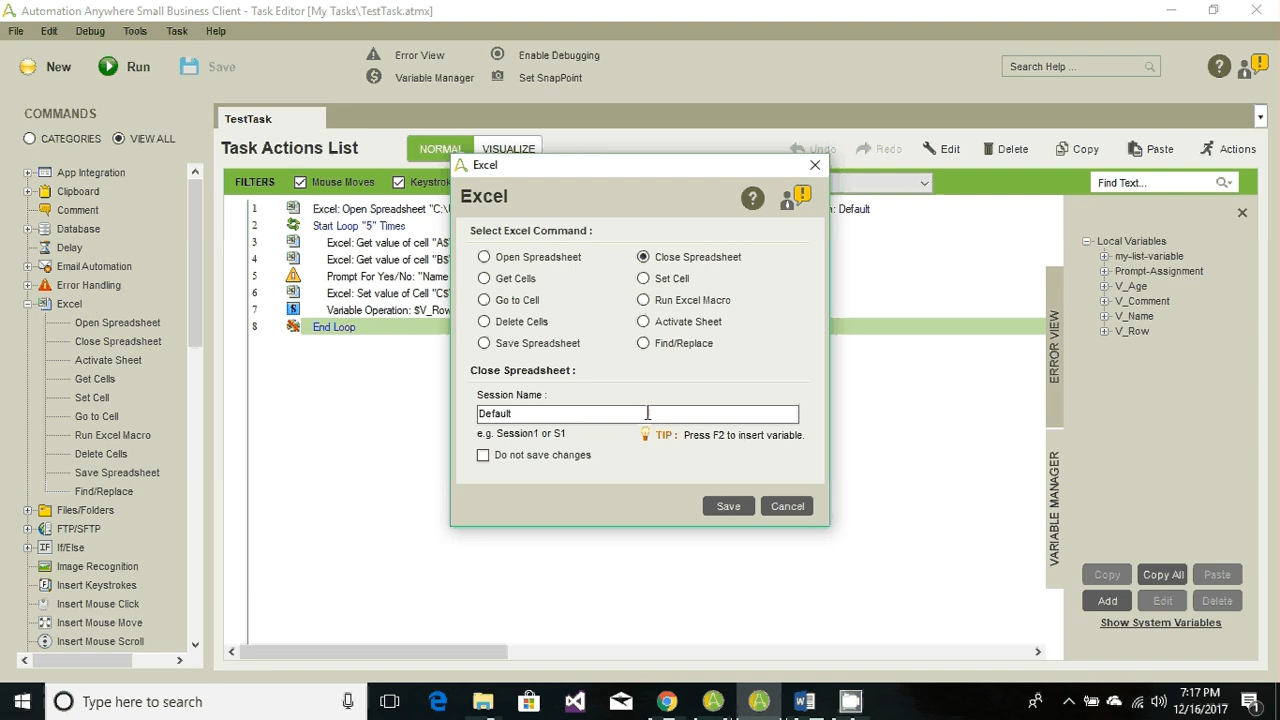 Automation Anywhere Small Business Client - Task Editor [My Tasks\TestTask.atmx]
File Edit Debug Tools Task Help
New Run Save
Error View
Variable Manager
Enable Debugging
Set SnapPoint
Search Help ...
COMMANDS
CATEGORIES VIEW ALL
App Integration
Clipboard
Comment
Database
Delay
Email Automation
Error Handling
Excel
Open Spreadsheet
Close Spreadsheet
Activate Sheet
Get Cells
Set Cell
Go to Cell
Run Excel Macro
Delete Cells
Save Spreadsheet
Find/Replace
Files/Folders
FTP/SFTP
If/Else
Image Recognition
Insert Keystrokes
Insert Mouse Click
Insert Mouse Move
Insert Mouse Scroll
TestTask
Task Actions List
NORMAL VISUALIZE
Undo Redo Edit Delete Copy Paste Actions
FILTERS Mouse Moves Keystrok
Find Text...
1 Excel: Open Spreadsheet "C:\ n: Default
2 Start Loop "5" Times
3 Excel: Get value of cell "A$
4 Excel: Get value of cell "B$
5 Prompt For Yes/No: "Name
6 Excel: Set value of cell "C$
7 Variable Operation: $V_Row
8 End Loop
Excel
Excel
Select Excel Command :
Open Spreadsheet Close Spreadsheet
Get Cells Set Cell
Go to Cell Run Excel Macro
Delete Cells Activate Sheet
Save Spreadsheet Find/Replace
Close Spreadsheet :
Session Name :
Default
e.g. Session1 or S1 TIP : Press F2 to insert variable.
Do not save changes
Save Cancel
ERROR VIEW
VARIABLE MANAGER
Local Variables
my-list-variable
Prompt-Assignment
V_Age
V_Comment
V_Name
V_Row
Copy Copy All Paste
Add Edit Delete
Show System Variables
Type here to search
7:17 PM
12/16/2017
1